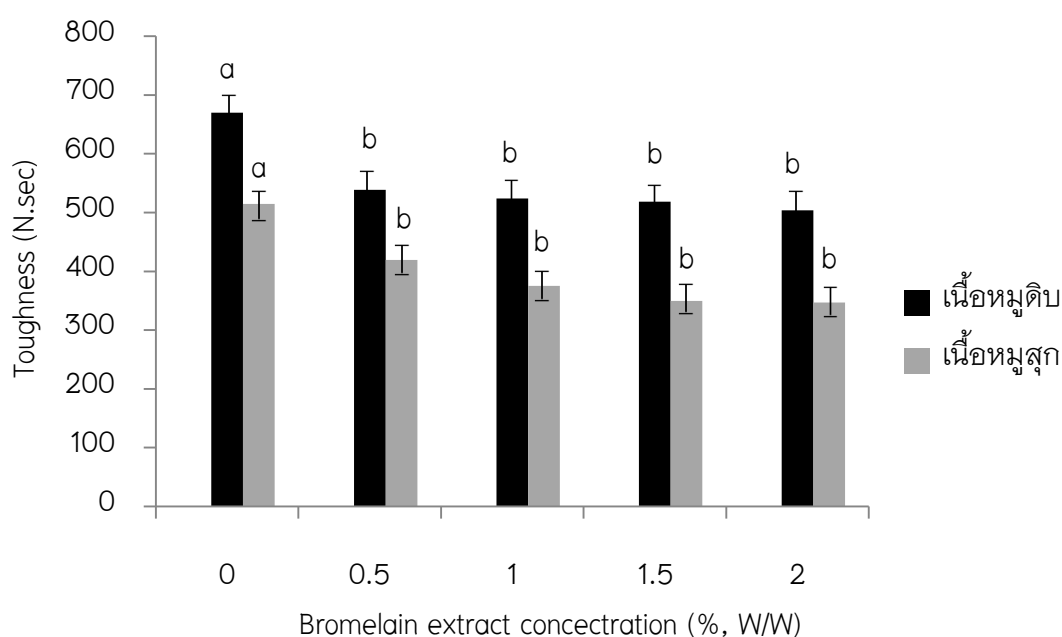 800
700
600
500
400
300
200
100
0
Toughness (N.sec)
a
a
b
b
b
b
b
b
b
b
0
0.5
1
1.5
2
Bromelain extract concectration (%, W/W)
เนื้อหมูดิบ
เนื้อหมูสุก